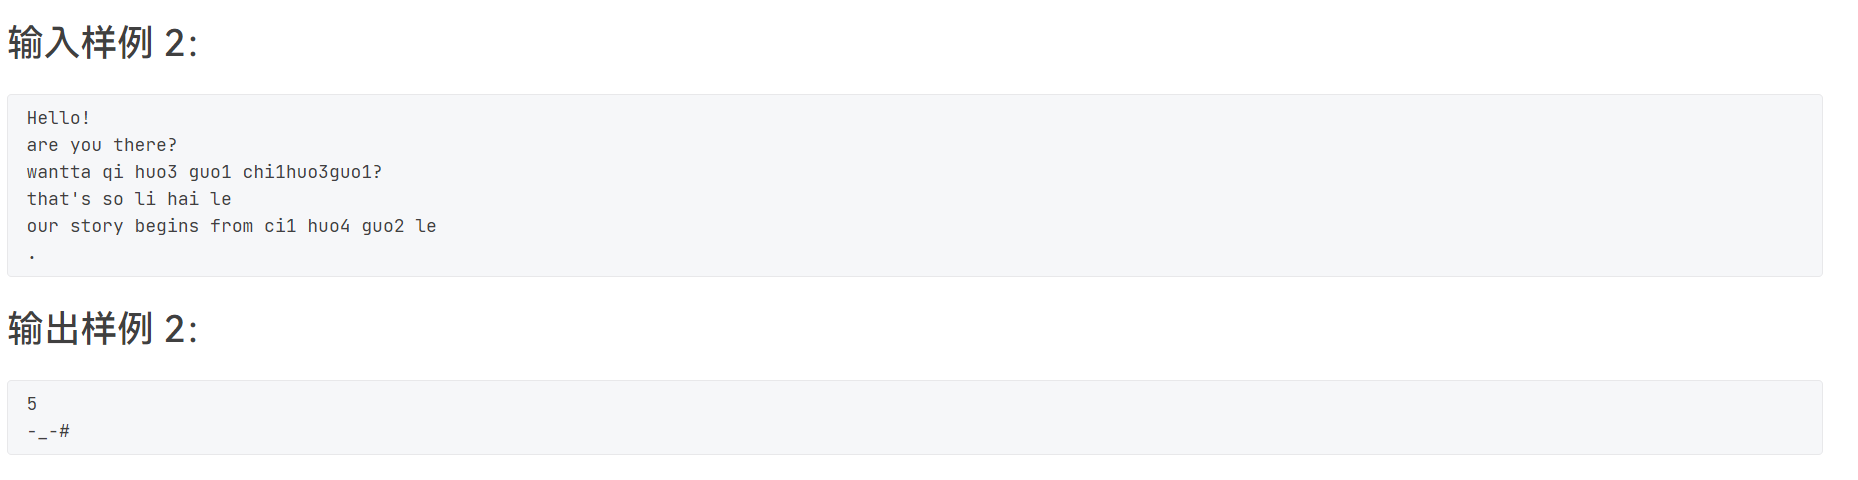 输入样例 2:
Hello!
are you there?
wantta qi huo3 guo1 chi1huo3guo1?
that's so li hai le
our story begins from ci1 huo4 guo2 le
.
输出样例 2:
5
-_-#